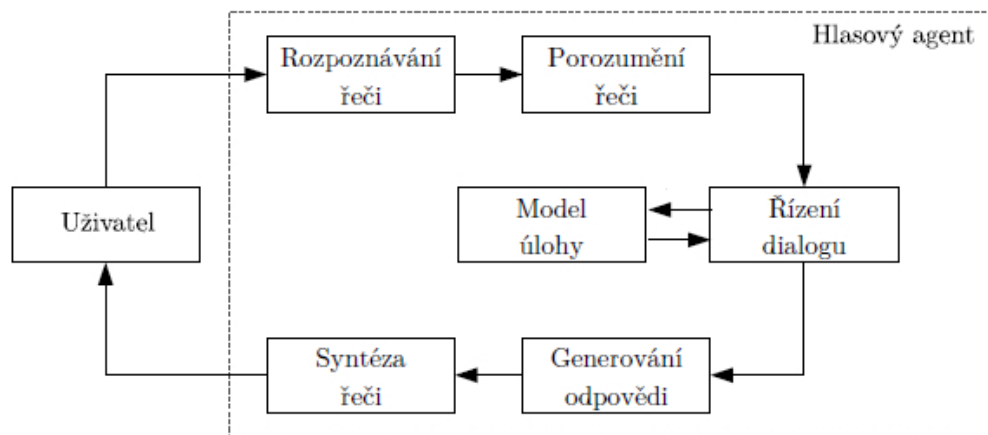 Hlasový agent
Rozpoznávání
řeči
Porozumění
řeči
Uživatel
Model
úlohy
Řízení
dialogu
Syntéza
řeči
Generování
odpovědi